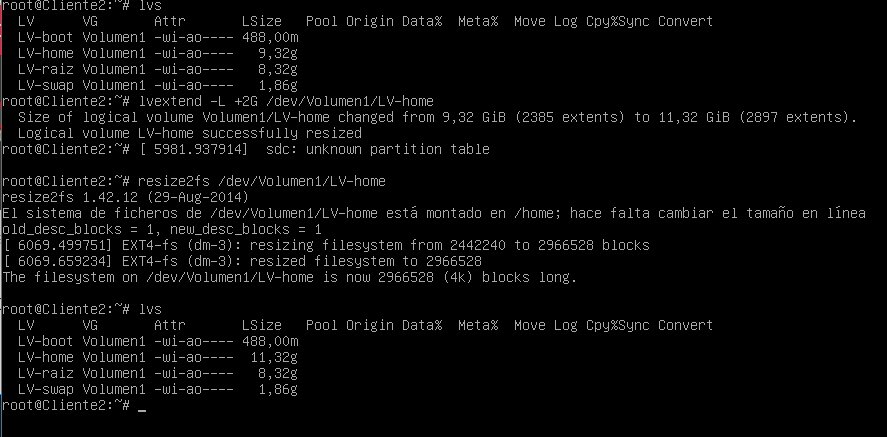 root@Cliente2:~# lvs
  LV      VG       Attr       LSize   Pool Origin Data%  Meta%  Move Log Cpy%Sync Convert
  LV-boot Volumen1 -wi-ao---- 488,00m
  LV-home Volumen1 -wi-ao----   9,32g
  LV-raiz Volumen1 -wi-ao----   8,32g
  LV-swap Volumen1 -wi-ao----   1,86g
root@Cliente2:~# lvextend -L +2G /dev/Volumen1/LV-home
  Size of logical volume Volumen1/LV-home changed from 9,32 GiB (2385 extents) to 11,32 GiB (2897 extents).
  Logical volume LV-home successfully resized
root@Cliente2:~# [ 5981.937914]  sdc: unknown partition table
root@Cliente2:~# resize2fs /dev/Volumen1/LV-home
resize2fs 1.42.12 (29-Aug-2014)
El sistema de ficheros de /dev/Volumen1/LV-home está montado en /home; hace falta cambiar el tamaño en línea
old_desc_blocks = 1, new_desc_blocks = 1
[ 6069.499751] EXT4-fs (dm-3): resizing filesystem from 2442240 to 2966528 blocks
[ 6069.659234] EXT4-fs (dm-3): resized filesystem to 2966528
The filesystem on /dev/Volumen1/LV-home is now 2966528 (4k) blocks long.
root@Cliente2:~# lvs
  LV      VG       Attr       LSize   Pool Origin Data%  Meta%  Move Log Cpy%Sync Convert
  LV-boot Volumen1 -wi-ao---- 488,00m
  LV-home Volumen1 -wi-ao----  11,32g
  LV-raiz Volumen1 -wi-ao----   8,32g
  LV-swap Volumen1 -wi-ao----   1,86g
root@Cliente2:~# _